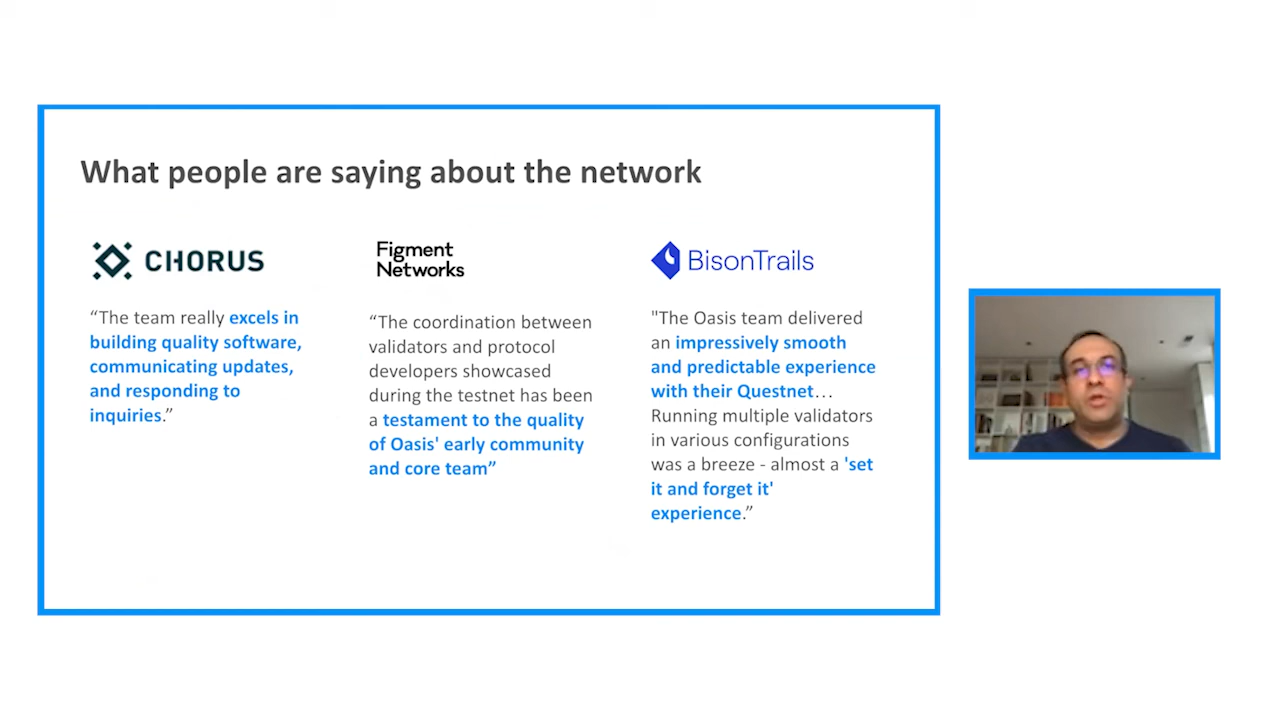 What people are saying about the network
CHORUS
“The team really excels in
building quality software,
communicating updates,
and responding to
inquiries.”
Figment
Networks
“The coordination between
validators and protocol
developers showcased
during the testnet has been
a testament to the quality
of Oasis' early community
and core team”
BisonTrails
"The Oasis team delivered
an impressively smooth
and predictable experience
with their Questnet…
Running multiple validators
in various configurations
was a breeze - almost a 'set
it and forget it'
experience.”